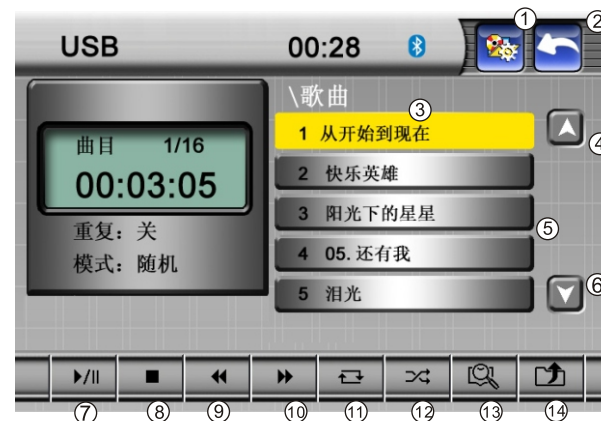 USB 00:28 ① ②
\歌曲 ③
曲目 1/16
00:03:05
重复：关
模式：随机
1 从开始到现在
2 快乐英雄
3 阳光下的星星
4 05. 还有我
5 泪光
④
⑤
⑥
⑦ ⑧ ⑨ ⑩ ⑪ ⑫ ⑬ ⑭